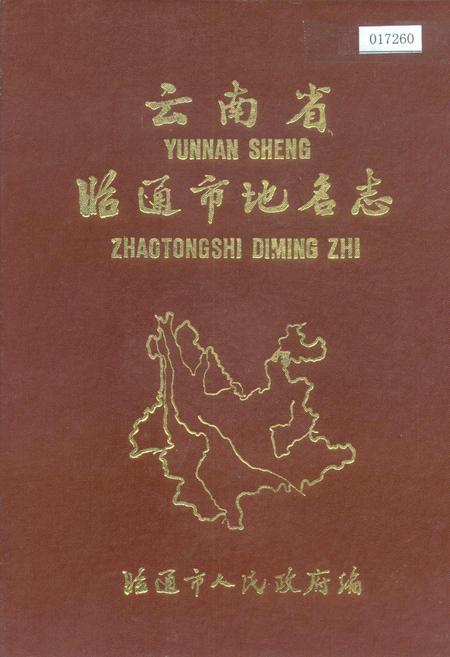 017260
云南省
YUNNAN SHENG
昭通市地名志
ZHAOTONGSHI DIMING ZHI
昭通市人民政府编